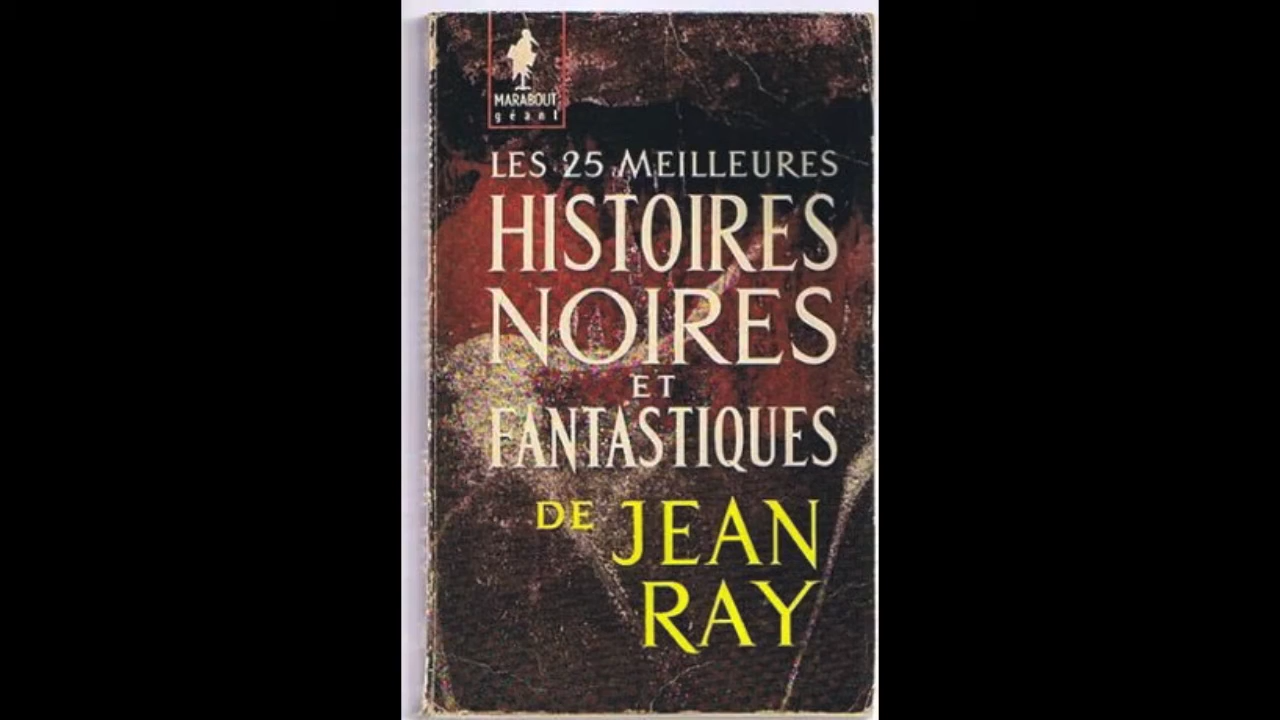 MARABOUT
géant
LES 25 MEILLEURES
HISTOIRES
NOIRES
ET
FANTASTIQUES
DE JEAN
RAY